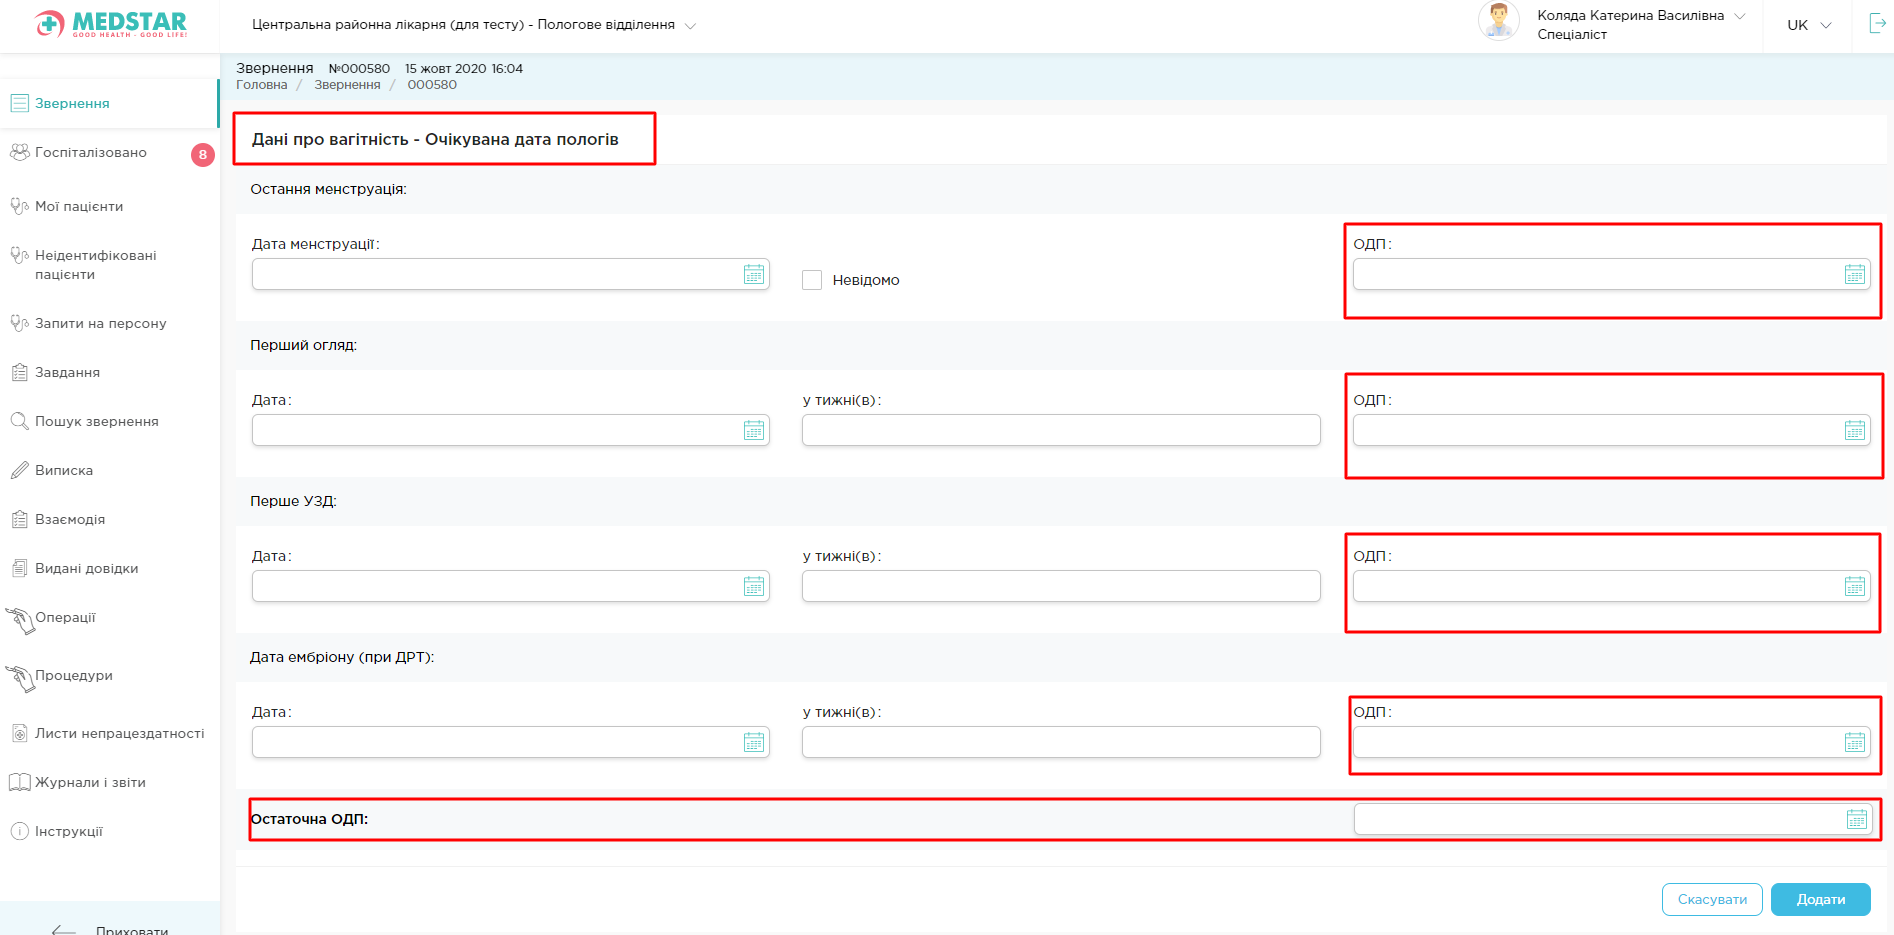 MEDSTAR
GOOD HEALTH - GOOD LIFE!
Центральна районна лікарня (для тесту) - Пологове відділення
Коляда Катерина Василівна
Спеціаліст
UK
Звернення №000580 15 жовт 2020 16:04
Головна / Звернення / 000580
Звернення
Госпіталізовано
8
Мої пацієнти
Неідентифіковані
пацієнти
Запити на персону
Завдання
Пошук звернення
Виписка
Взаємодія
Видані довідки
Операції
Процедури
Листи непрацездатності
Журнали і звіти
Інструкції
Приховати
Дані про вагітність - Очікувана дата пологів
Остання менструація:
Дата менструації:
Невідомо
ОДП:
Перший огляд:
Дата:
у тижні(в):
ОДП:
Перше УЗД:
Дата:
у тижні(в):
ОДП:
Дата ембріону (при ДРТ):
Дата:
у тижні(в):
ОДП:
Остаточна ОДП:
Скасувати
Додати